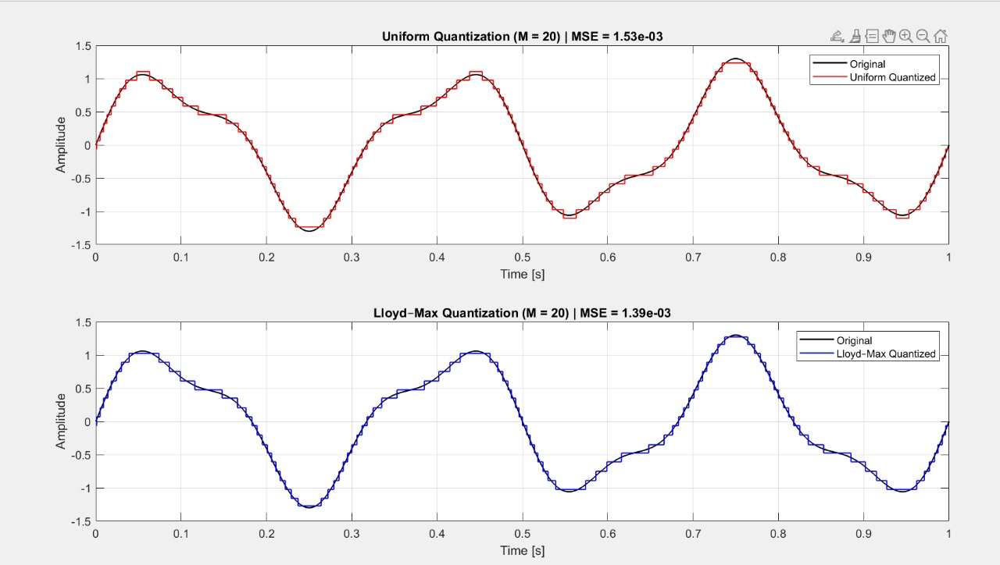 Uniform Quantization (M = 20) | MSE = 1.53e-03
1.5
1
0.5
0
-0.5
-1
-1.5
Amplitude
Original
Uniform Quantized
0 0.1 0.2 0.3 0.4 0.5 0.6 0.7 0.8 0.9 1
Time [s]
Lloyd–Max Quantization (M = 20) | MSE = 1.39e-03
1.5
1
0.5
0
-0.5
-1
-1.5
Amplitude
Original
Lloyd–Max Quantized
0 0.1 0.2 0.3 0.4 0.5 0.6 0.7 0.8 0.9 1
Time [s]